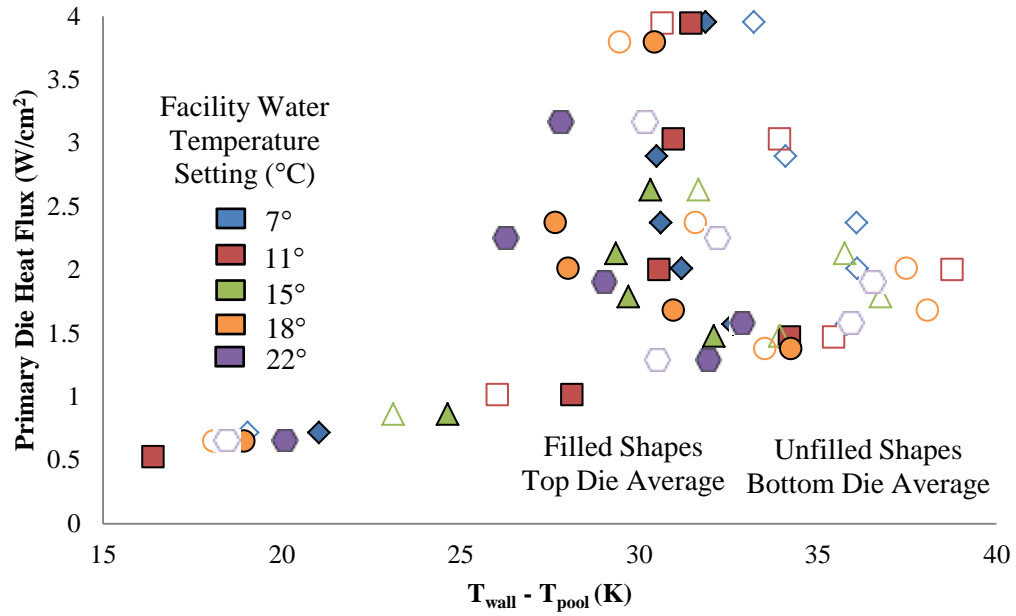 Primary Die Heat Flux (W/cm²)
4
3.5
3
2.5
2
1.5
1
0.5
0
Facility Water
Temperature
Setting (°C)
7°
11°
15°
18°
22°
Filled Shapes
Top Die Average
Unfilled Shapes
Bottom Die Average
15
20
25
30
35
40
T_wall - T_pool (K)